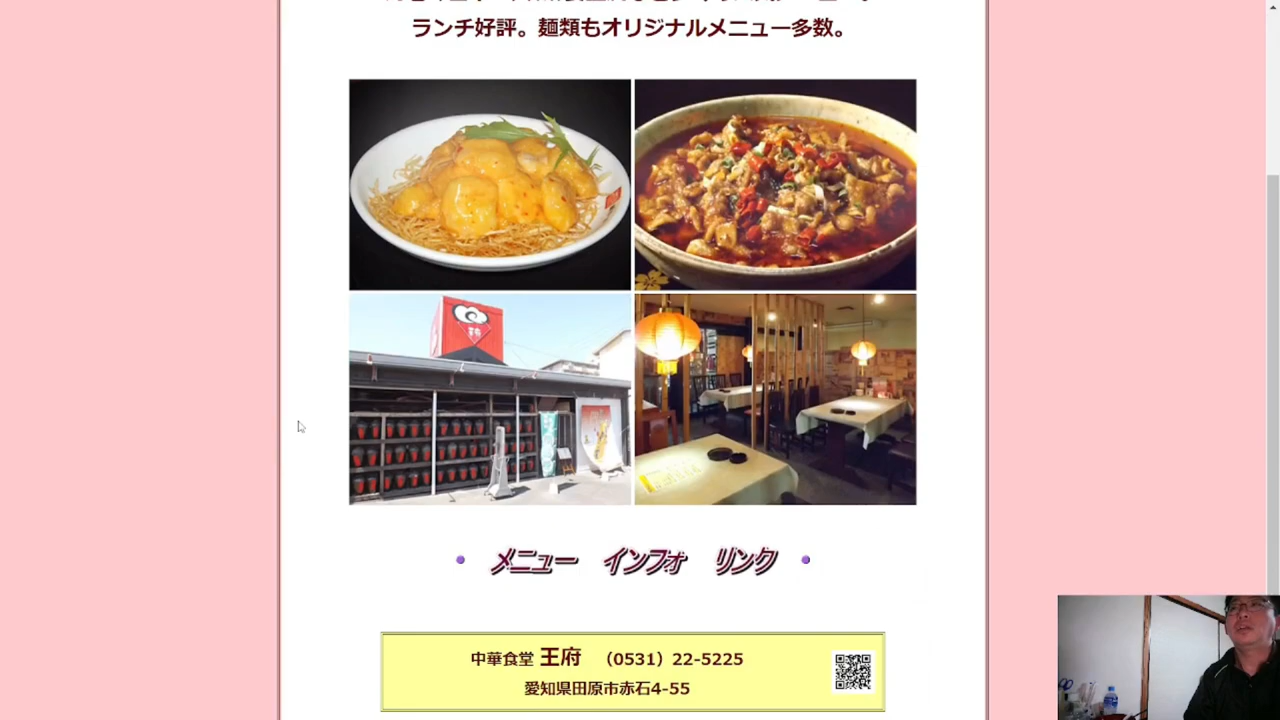 ランチ好評。麺類もオリジナルメニュー多数。
王府
メニュー インフォ リンク
中華食堂 王府 （0531）22-5225
愛知県田原市赤石4-55